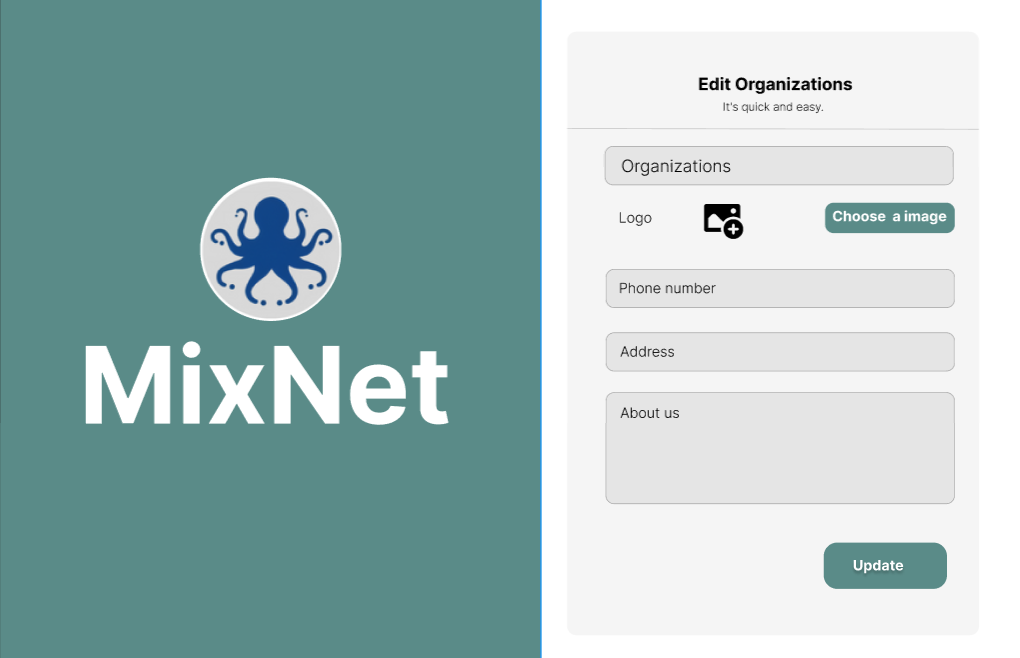 MixNet
Edit Organizations
It's quick and easy.
Organizations
Logo
Choose a image
Phone number
Address
About us
Update